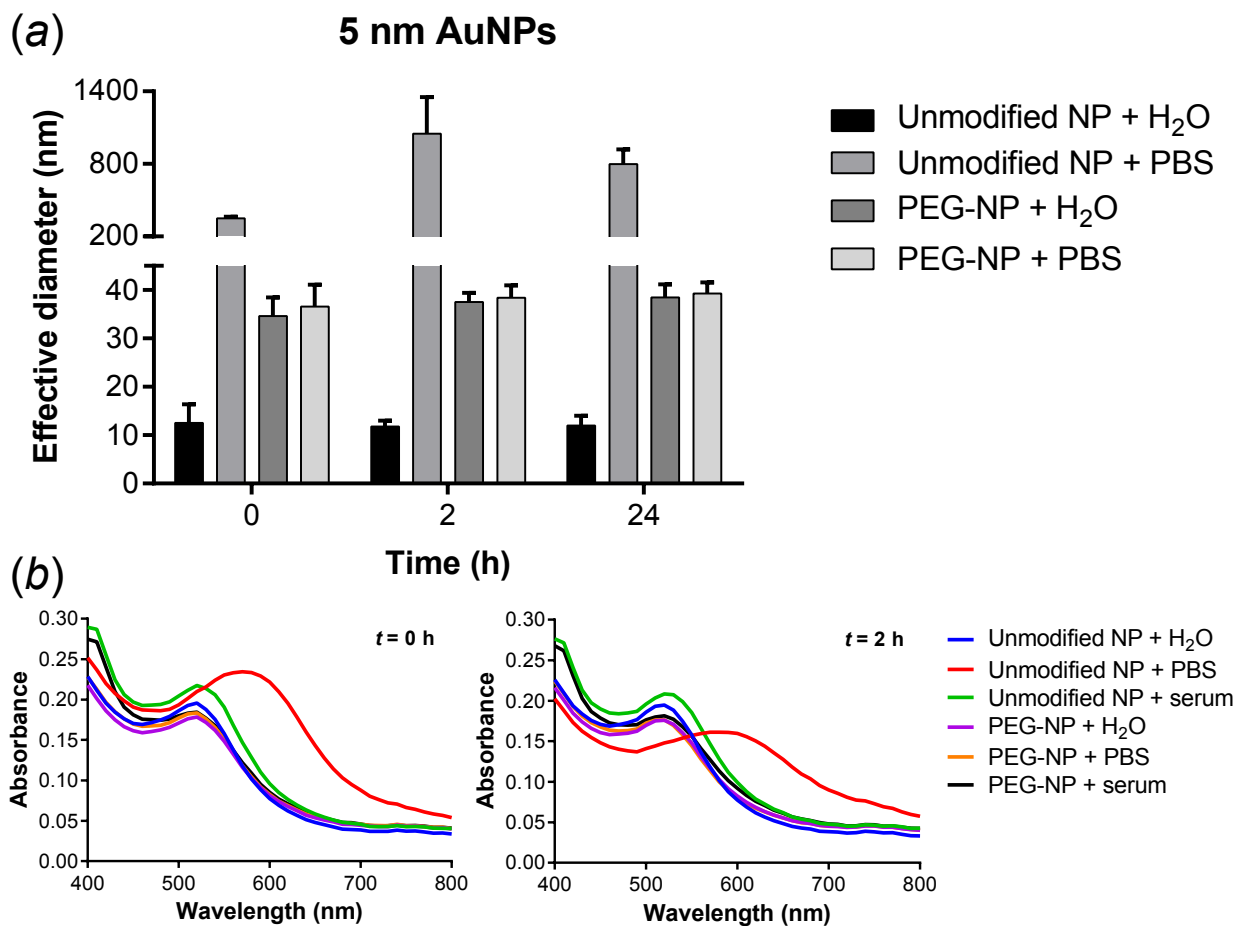 (a)
5 nm AuNPs
Effective diameter (nm)
1400
800
200
40
30
20
10
0
0 2 24
Time (h)
Unmodified NP + H₂O
Unmodified NP + PBS
PEG-NP + H₂O
PEG-NP + PBS
(b)
t = 0 h
Absorbance
0.30
0.25
0.20
0.15
0.10
0.05
0.00
400 500 600 700 800
Wavelength (nm)
t = 2 h
Absorbance
0.30
0.25
0.20
0.15
0.10
0.05
0.00
400 500 600 700 800
Wavelength (nm)
Unmodified NP + H₂O
Unmodified NP + PBS
Unmodified NP + serum
PEG-NP + H₂O
PEG-NP + PBS
PEG-NP + serum